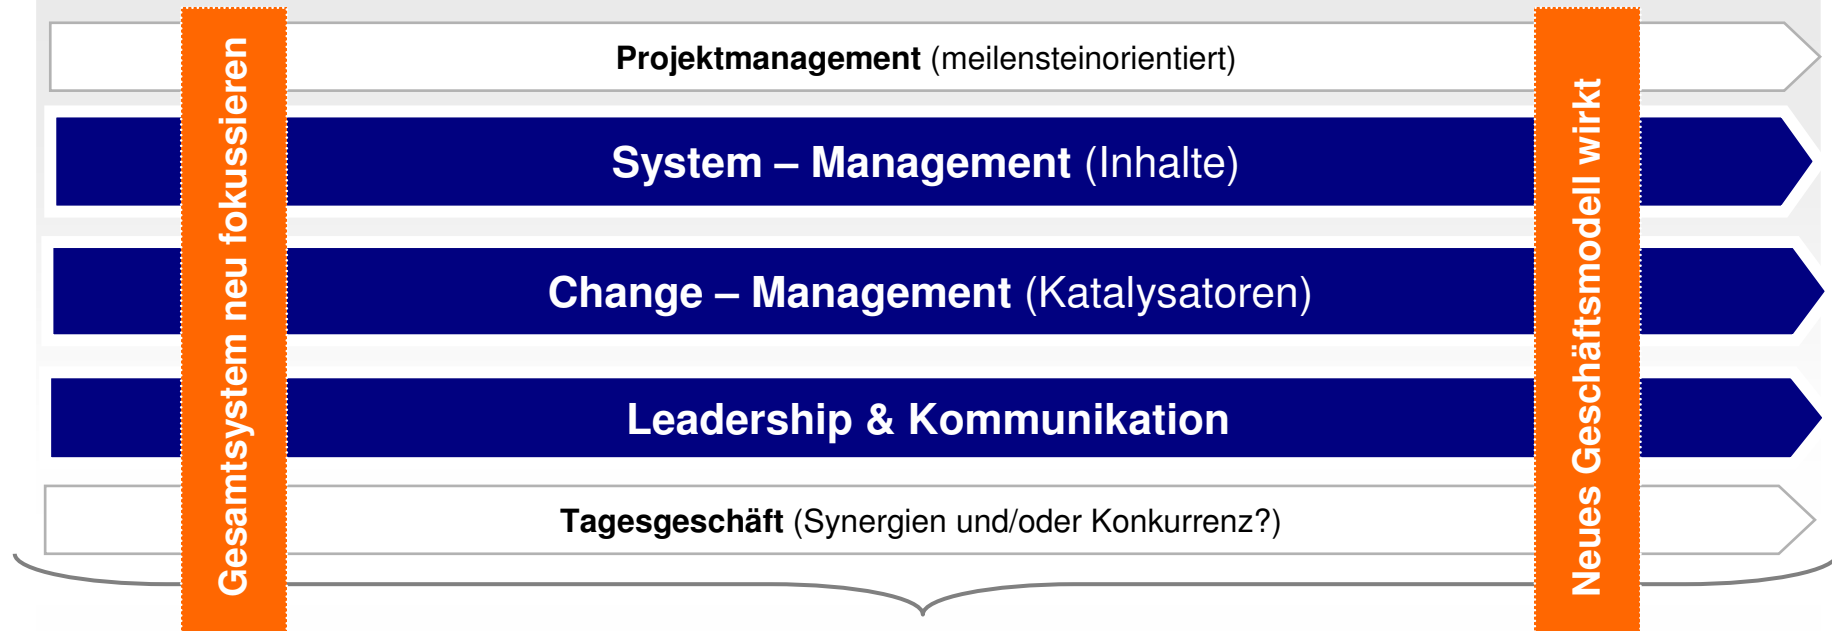 Projektmanagement (meilensteinorientiert)
System – Management (Inhalte)
Change – Management (Katalysatoren)
Leadership & Kommunikation
Tagesgeschäft (Synergien und/oder Konkurrenz?)
Gesamtsystem neu fokussieren
Neues Geschäftsmodell wirkt